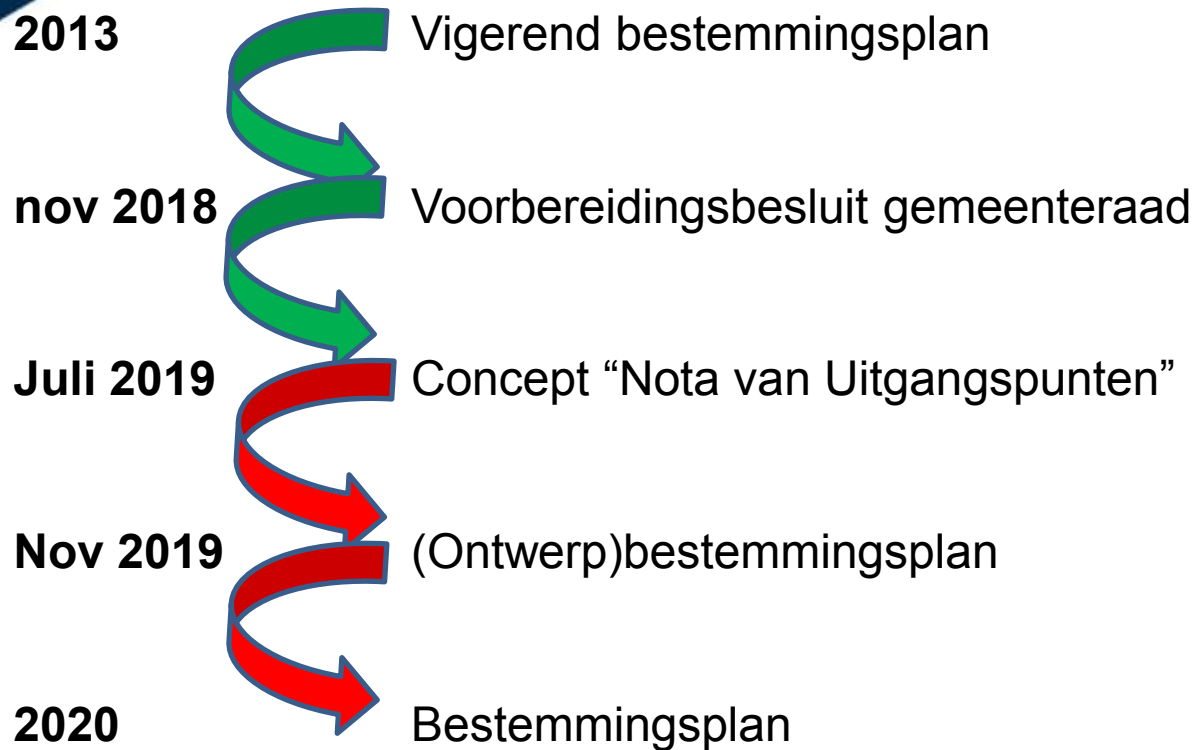 2013 Vigerend bestemmingsplan
nov 2018 Voorbereidingsbesluit gemeenteraad
Juli 2019 Concept “Nota van Uitgangspunten”
Nov 2019 (Ontwerp)bestemmingsplan
2020 Bestemmingsplan